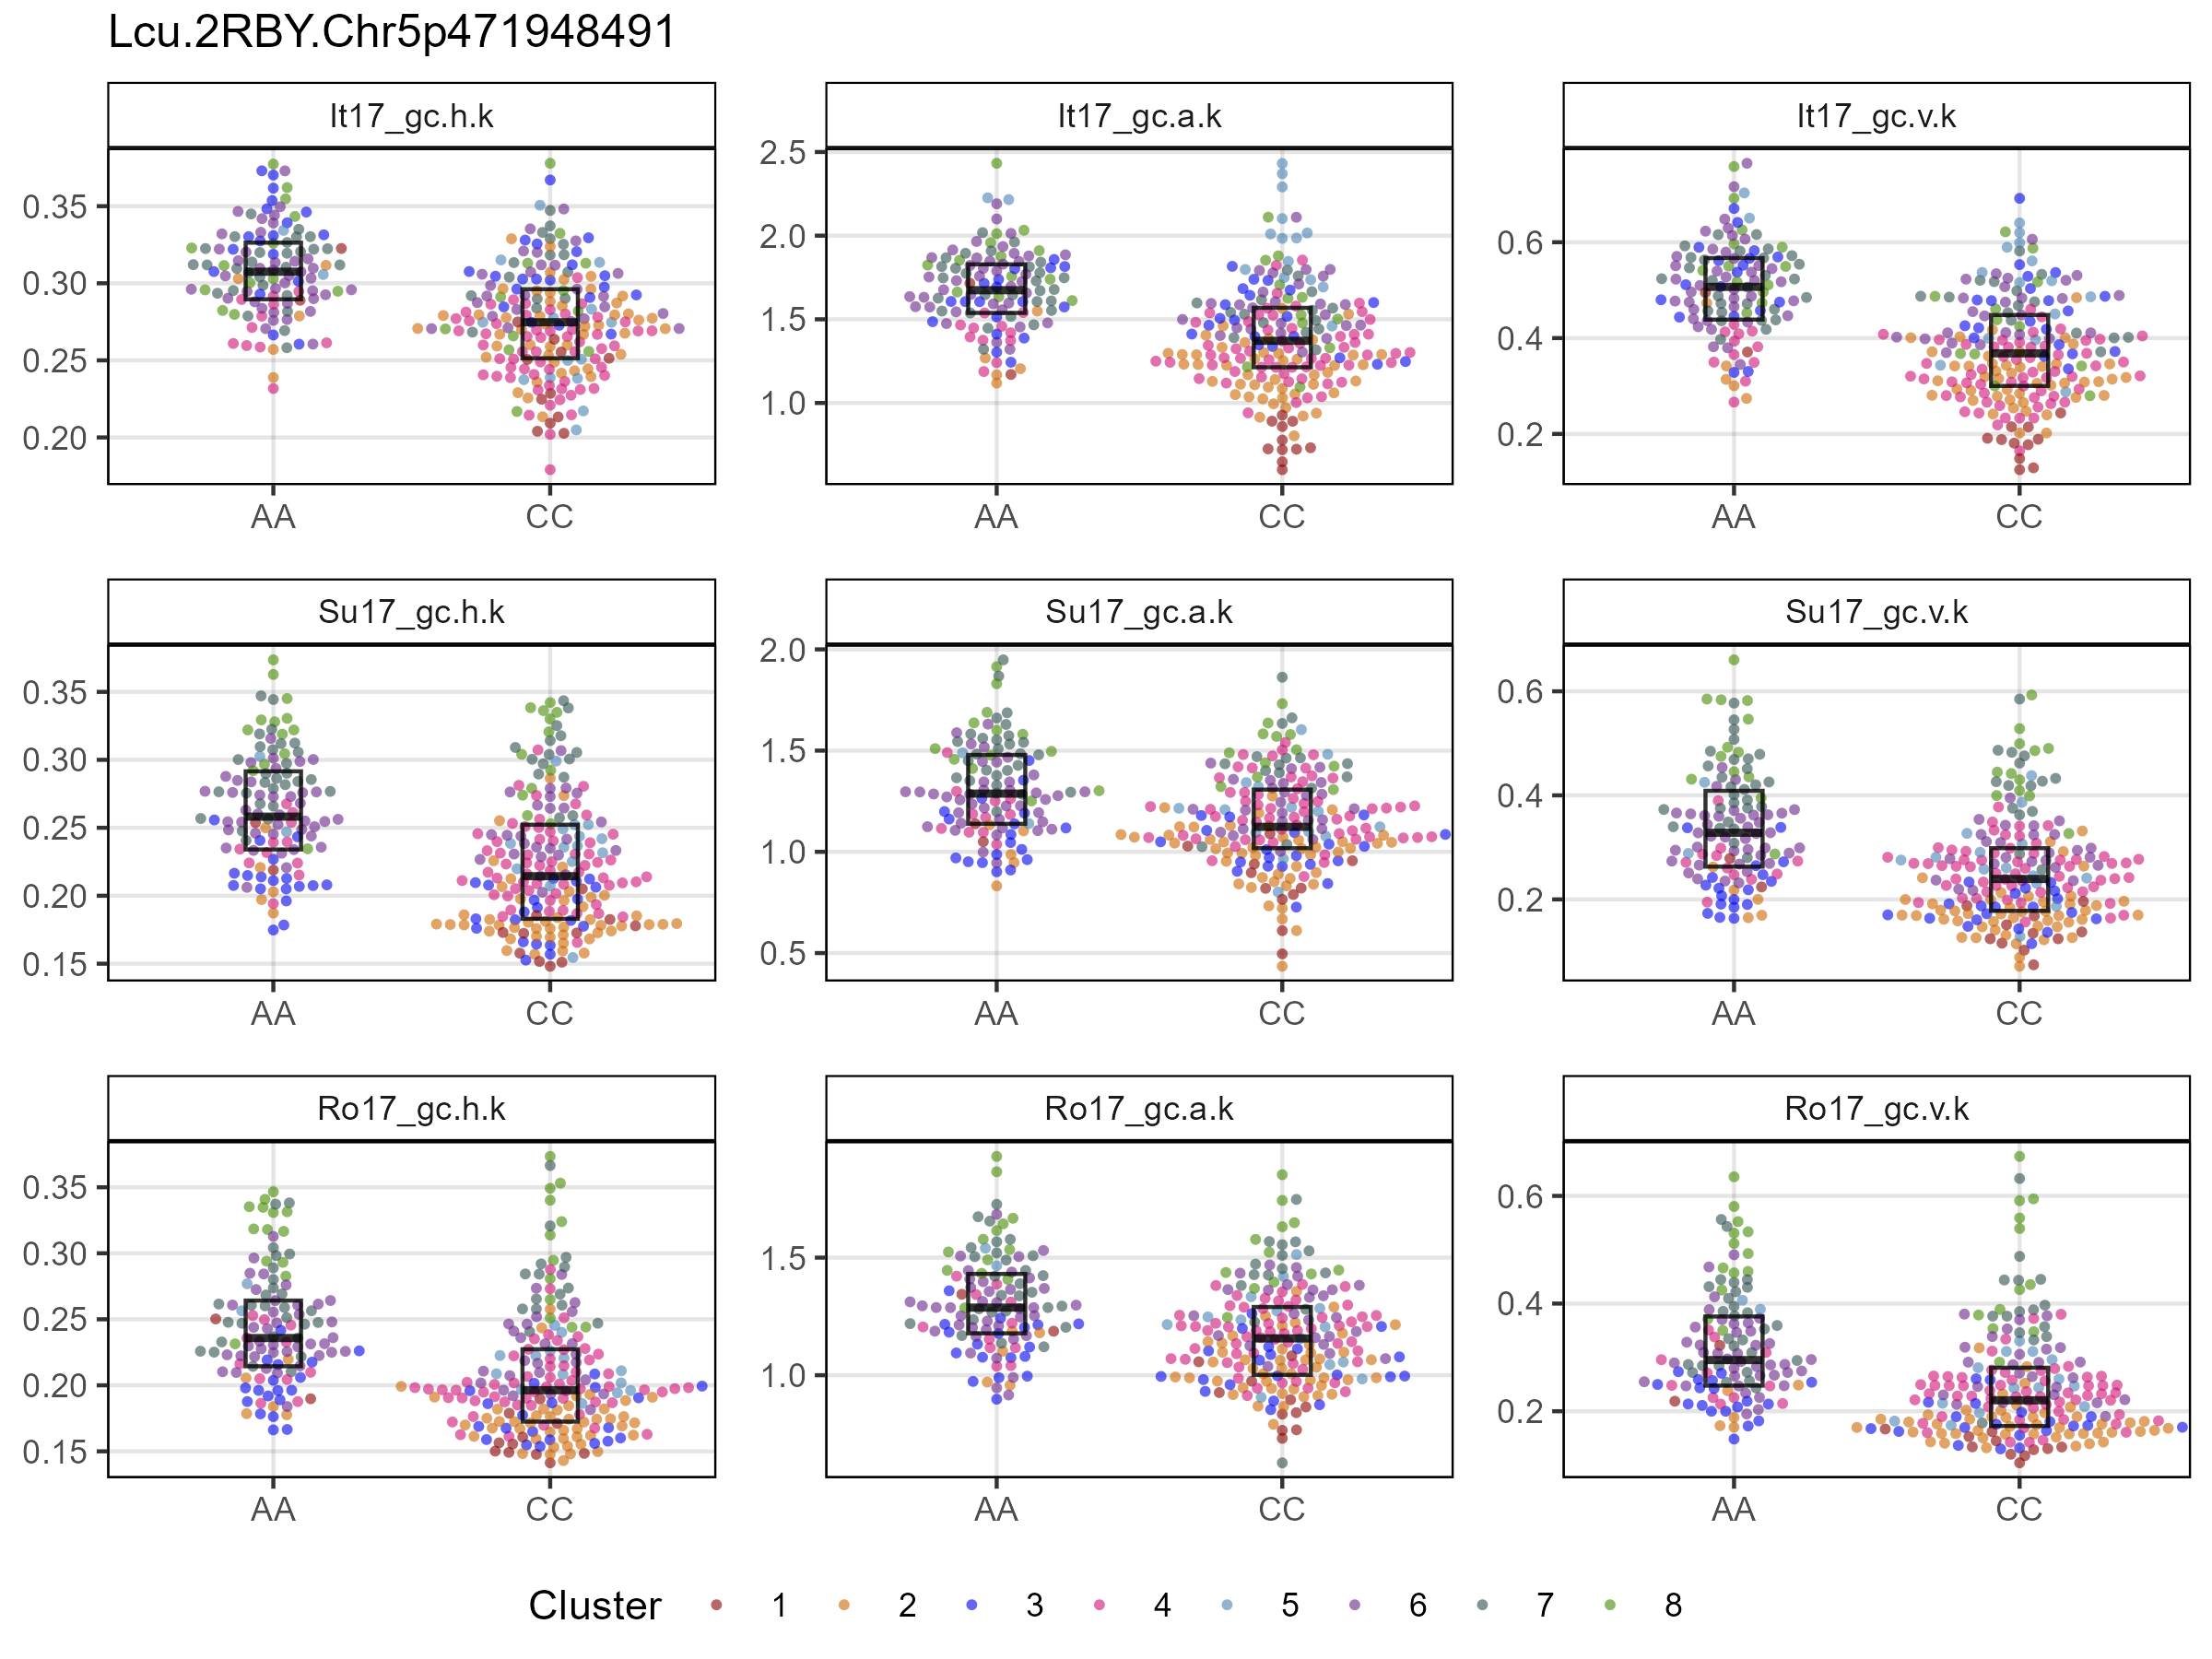 Lcu.2RBY.Chr5p471948491
It17_gc.h.k
It17_gc.a.k
It17_gc.v.k
0.35
0.30
0.25
0.20
AA
CC
2.5
2.0
1.5
1.0
AA
CC
0.6
0.4
0.2
AA
CC
Su17_gc.h.k
Su17_gc.a.k
Su17_gc.v.k
0.35
0.30
0.25
0.20
0.15
AA
CC
2.0
1.5
1.0
0.5
AA
CC
0.6
0.4
0.2
AA
CC
Ro17_gc.h.k
Ro17_gc.a.k
Ro17_gc.v.k
0.35
0.30
0.25
0.20
0.15
AA
CC
1.5
1.0
AA
CC
0.6
0.4
0.2
AA
CC
Cluster 1 2 3 4 5 6 7 8